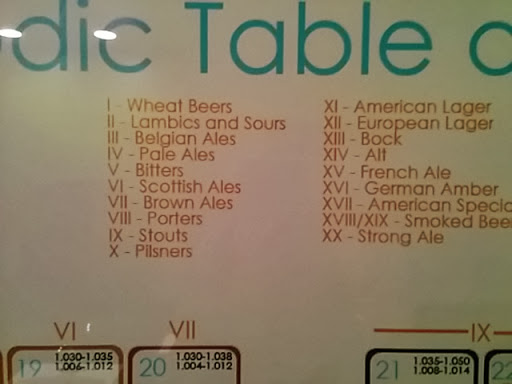 odic Table o
I - Wheat Beers
II - Lambics and Sours
III - Belgian Ales
IV - Pale Ales
V - Bitters
VI - Scottish Ales
VII - Brown Ales
VIII - Porters
IX - Stouts
X - Pilsners
XI - American Lager
XII - European Lager
XIII - Bock
XIV - Alt
XV - French Ale
XVI - German Amber
XVII - American Specia
XVIII/XIX - Smoked Beer
XX - Strong Ale
VI VII IX
19 1.030-1.035
1.006-1.012
20 1.030-1.038
1.004-1.012
21 1.035-1.050
1.008-1.014
22